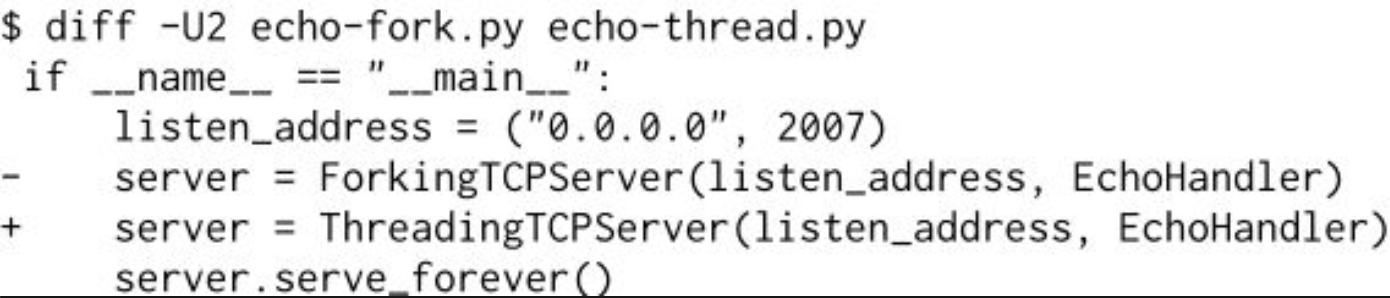 $ diff -U2 echo-fork.py echo-thread.py
 if __name__ == "__main__":
     listen_address = ("0.0.0.0", 2007)
-    server = ForkingTCPServer(listen_address, EchoHandler)
+    server = ThreadingTCPServer(listen_address, EchoHandler)
     server.serve_forever()